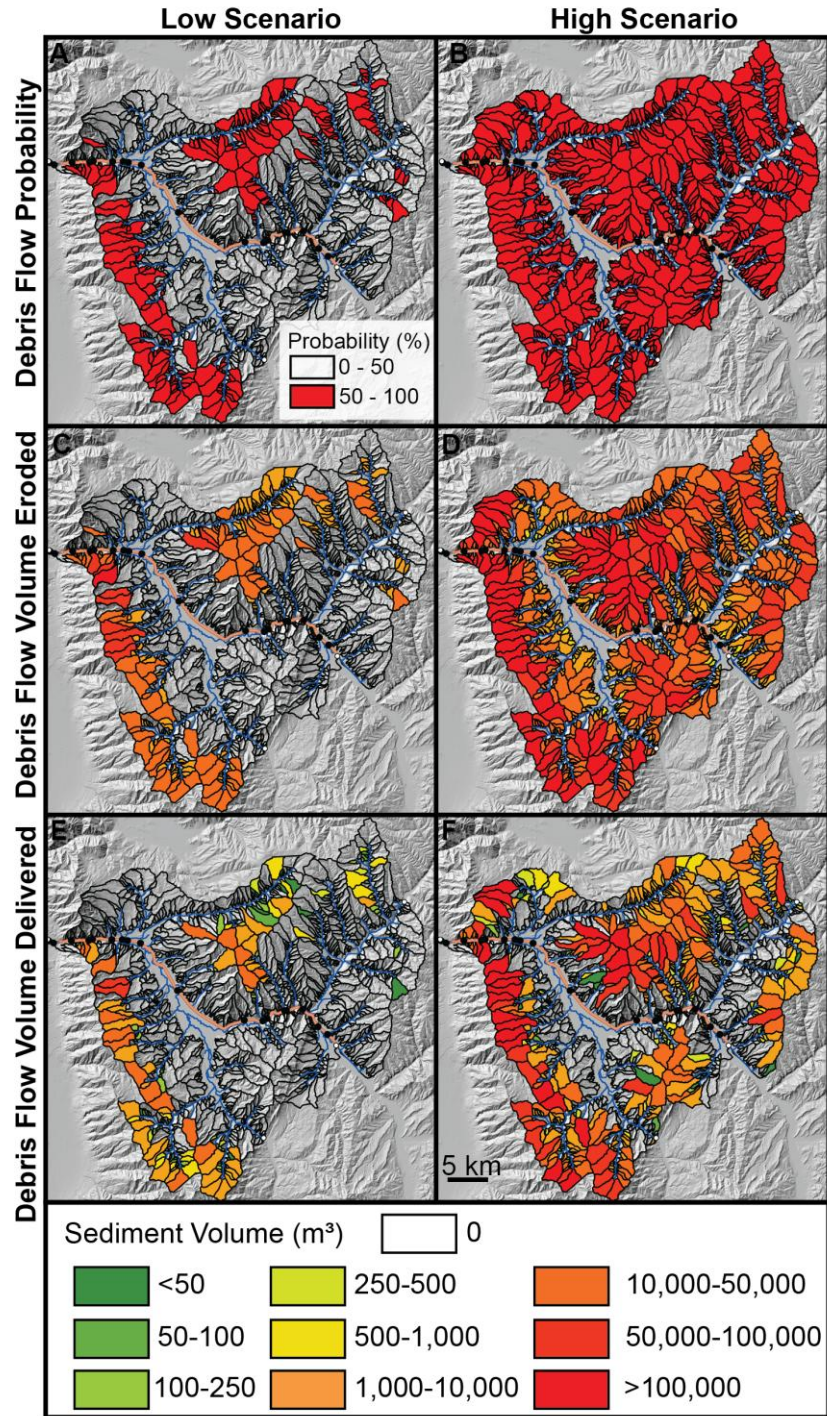 Low Scenario
High Scenario
Debris Flow Probability
A
B
Probability (%)
0 - 50
50 - 100
Debris Flow Volume Eroded
C
D
Debris Flow Volume Delivered
E
F
5 km
Sediment Volume (m³)
0
<50
250-500
10,000-50,000
50-100
500-1,000
50,000-100,000
100-250
1,000-10,000
>100,000